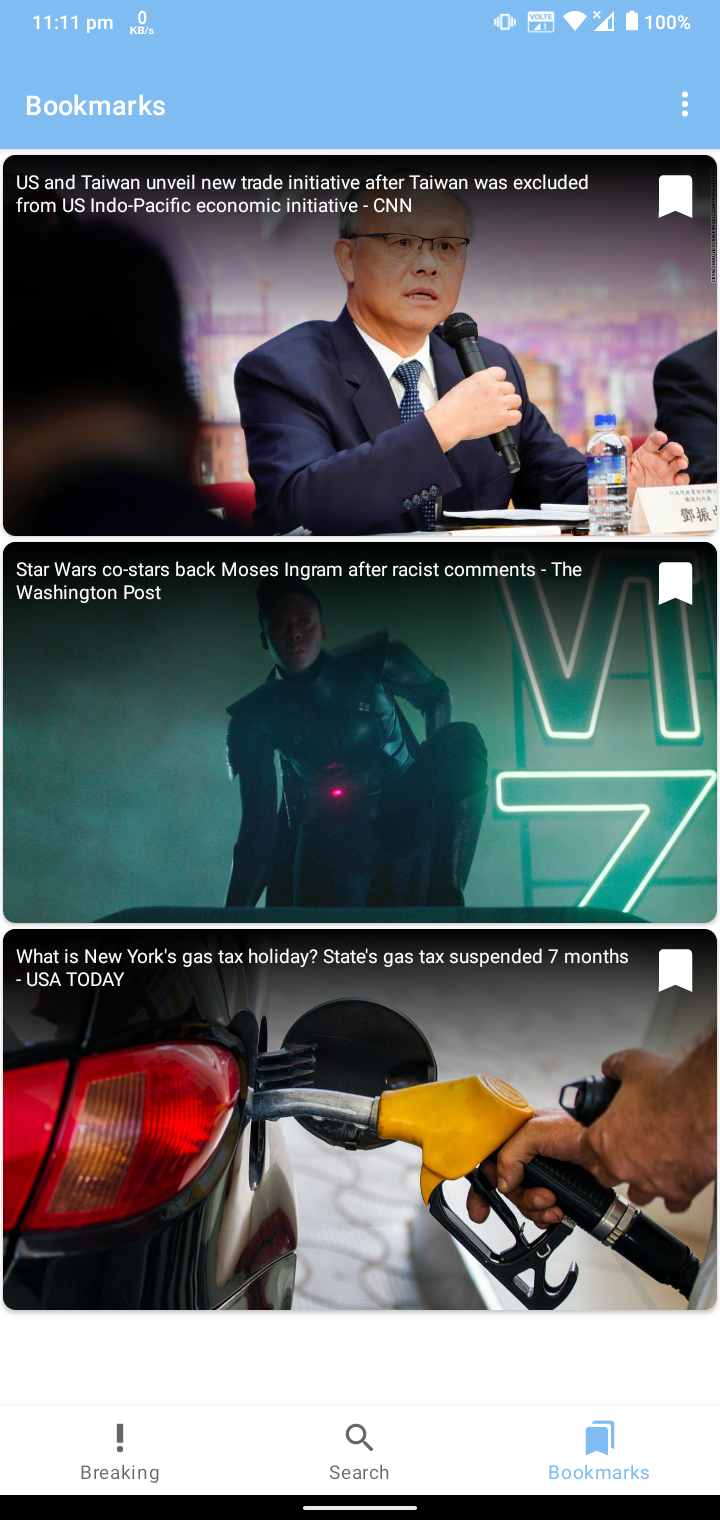 11:11 pm 0 KB/s VOLTE 100%
Bookmarks
US and Taiwan unveil new trade initiative after Taiwan was excluded
from US Indo-Pacific economic initiative - CNN
Star Wars co-stars back Moses Ingram after racist comments - The
Washington Post
What is New York's gas tax holiday? State's gas tax suspended 7 months
- USA TODAY
Breaking
Search
Bookmarks